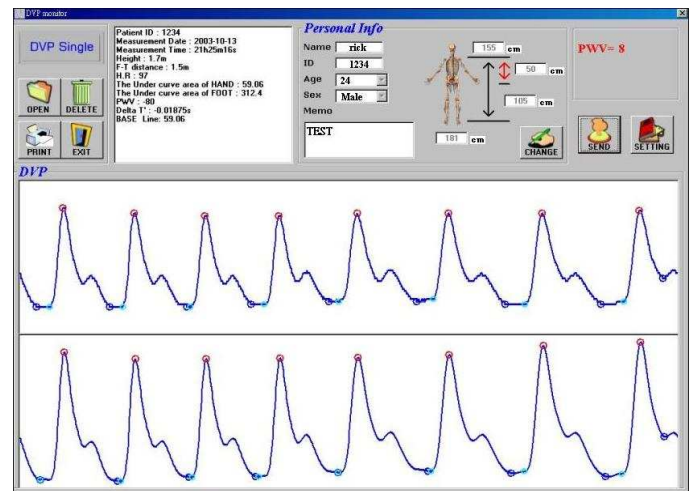 DVP monitor
DVP Single
OPEN
DELETE
PRINT
EXIT
Patient ID : 1234
Measurement Date : 2003-10-13
Measurement Time : 21h25m16s
Height : 1.7m
F-T distance : 1.5m
H.R : 97
The Under curve area of HAND : 59.06
The Under curve area of FOOT : 312.4
PWV : -80
Delta T' : -0.01875s
BASE Line: 59.06
Personal Info
Name rick
ID 1234
Age 24
Sex Male
Memo
TEST
155 cm
50 cm
105 cm
181 cm
CHANGE
PWV= 8
SEND
SETTING
DVP